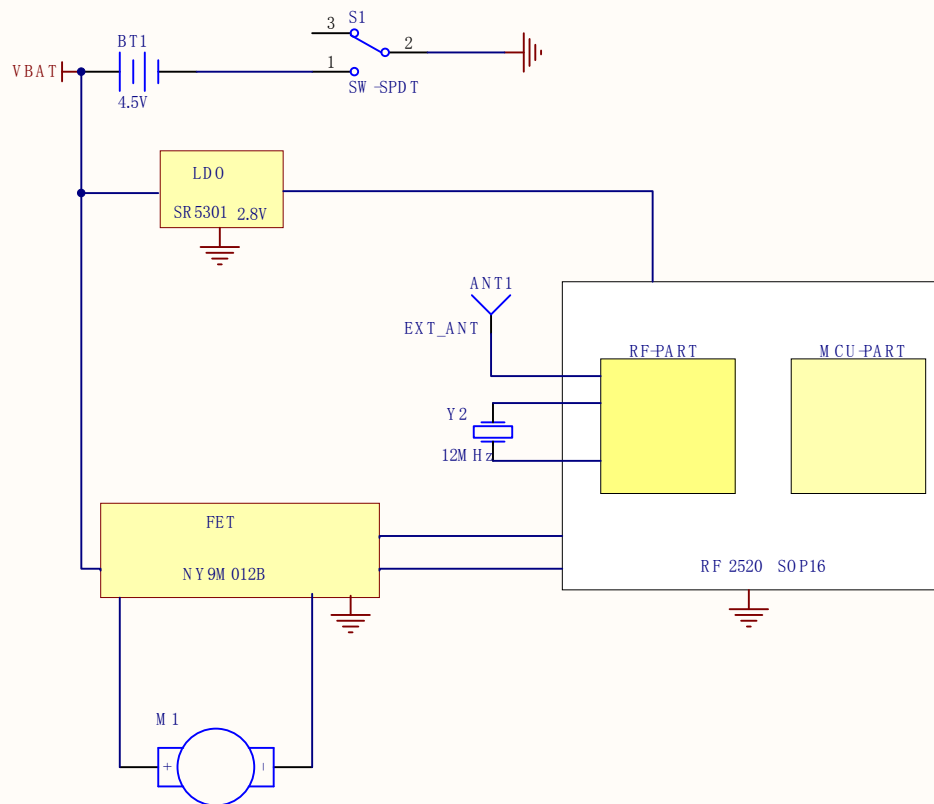 S1
3
2
BT1
VBAT
1
SW-SPDT
4.5V
LDO
SR5301 2.8V
ANT1
EXT_ANT
RF-PART
MCU-PART
Y2
12MHz
FET
NY9M012B
RF2520 SOP16
M1
+ -